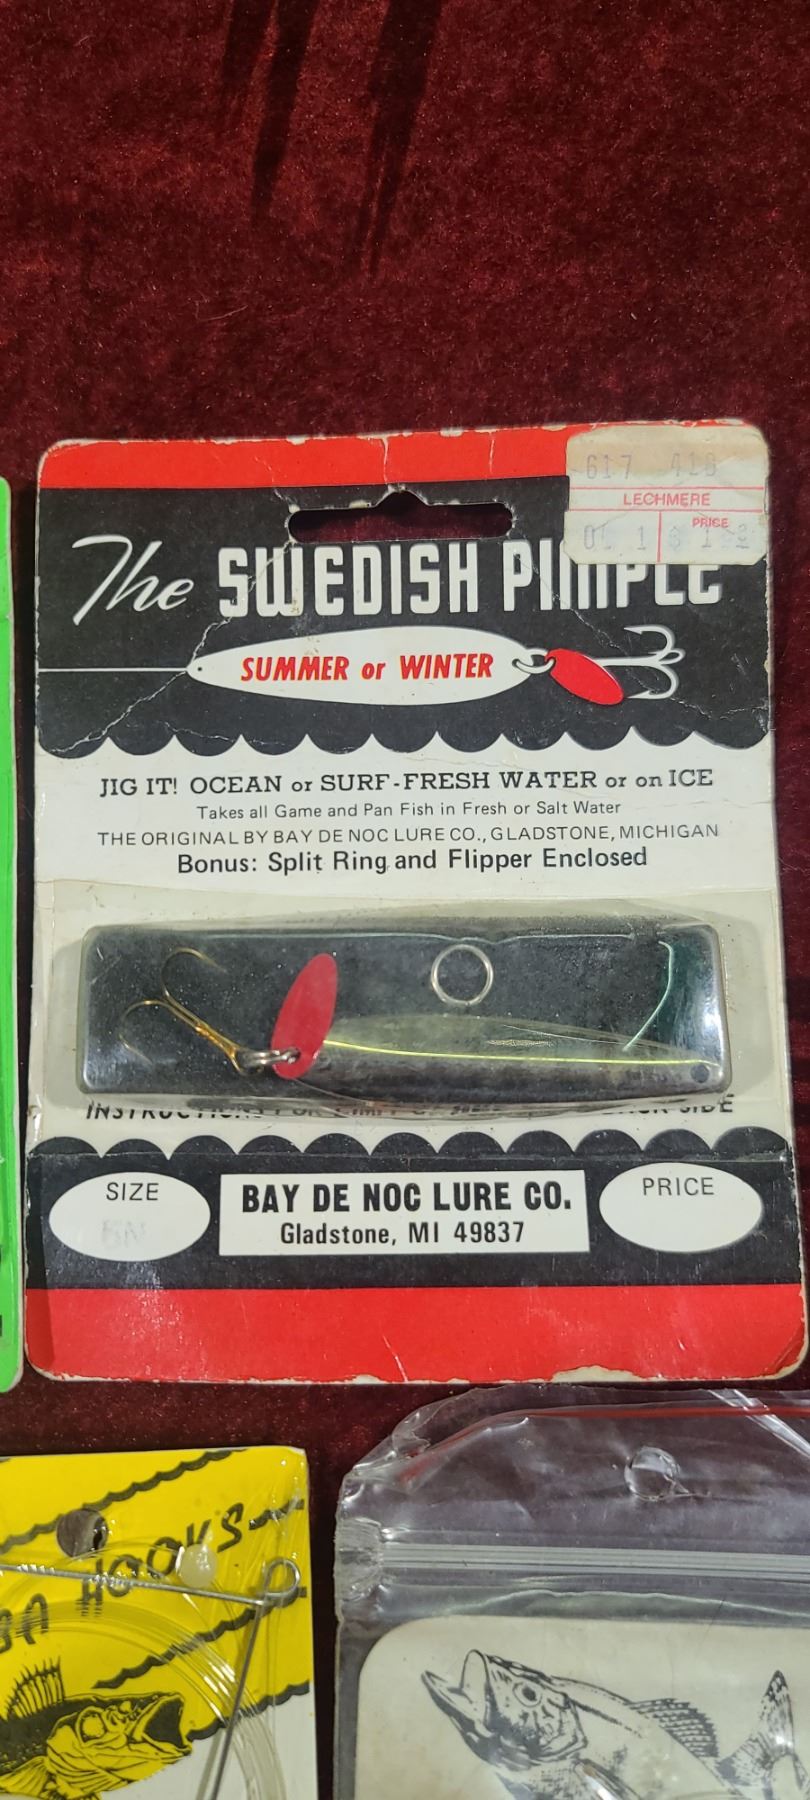 617 418
LECHMERE
PRICE
The SWEDISH PIMPLE
SUMMER or WINTER
JIG IT! OCEAN or SURF-FRESH WATER or on ICE
Takes all Game and Pan Fish in Fresh or Salt Water
THE ORIGINAL BY BAY DE NOC LURE CO., GLADSTONE, MICHIGAN
Bonus: Split Ring and Flipper Enclosed
INSTRUCTIONS FOR
SIDE
SIZE
BAY DE NOC LURE CO.
Gladstone, MI 49837
PRICE
HOOKS